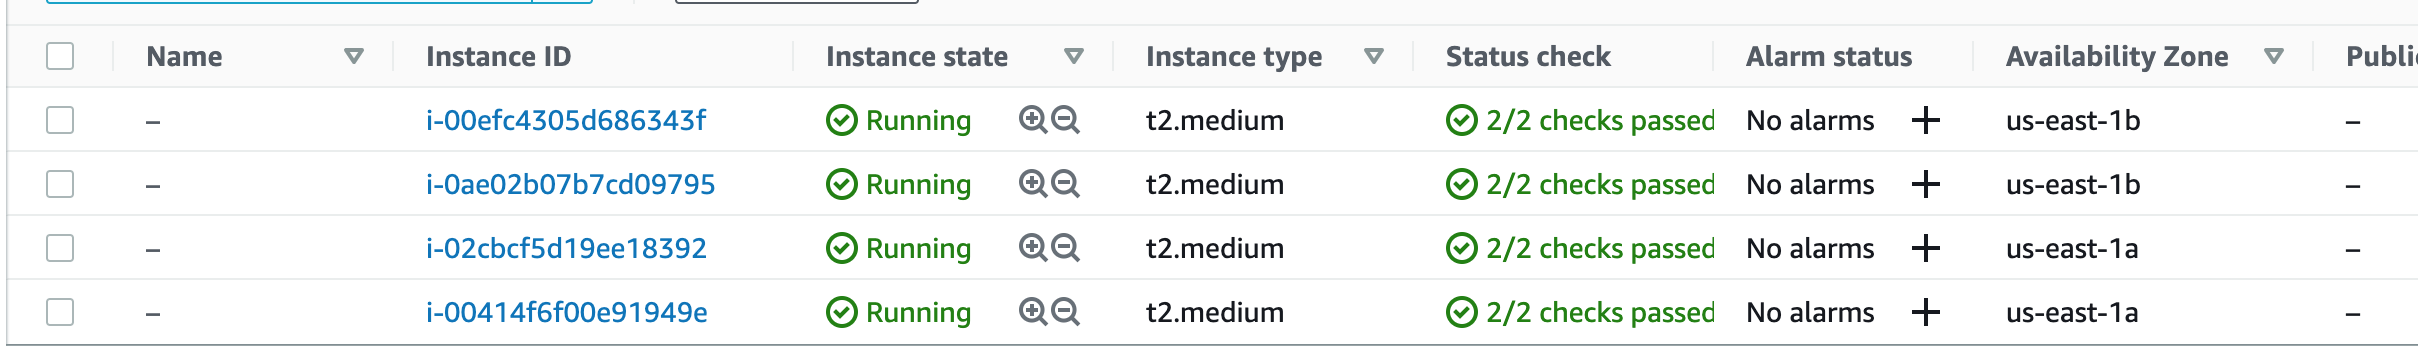 Name Instance ID Instance state Instance type Status check Alarm status Availability Zone
– i-00efc4305d686343f Running t2.medium 2/2 checks passed No alarms + us-east-1b –
– i-0ae02b07b7cd09795 Running t2.medium 2/2 checks passed No alarms + us-east-1b –
– i-02cbcf5d19ee18392 Running t2.medium 2/2 checks passed No alarms + us-east-1a –
– i-00414f6f00e91949e Running t2.medium 2/2 checks passed No alarms + us-east-1a –